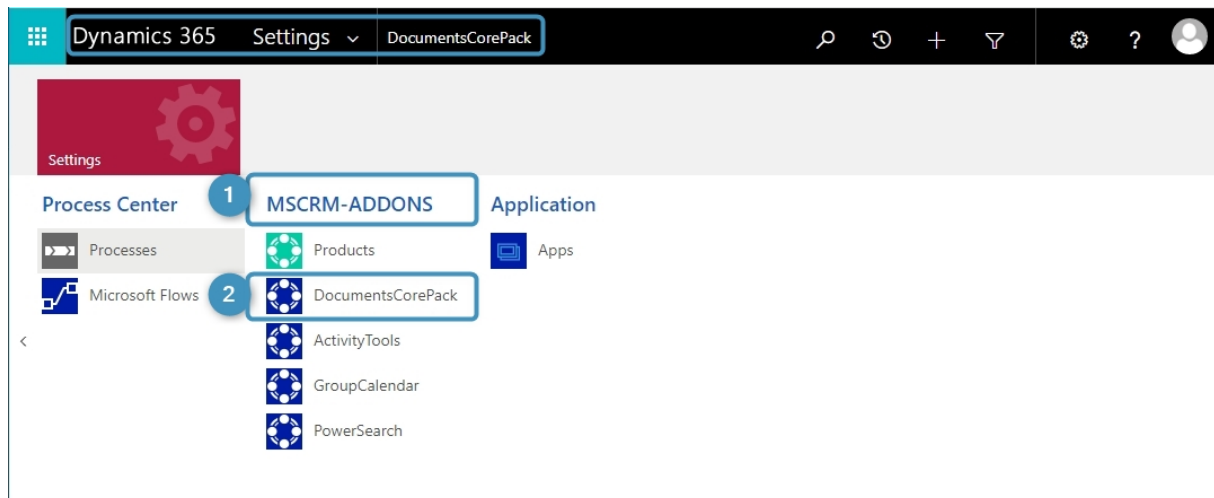 Dynamics 365 Settings DocumentsCorePack ?
Settings
Process Center 1 MSCRM-ADDONS Application
Processes Products Apps
Microsoft Flows 2 DocumentsCorePack
ActivityTools
GroupCalendar
PowerSearch